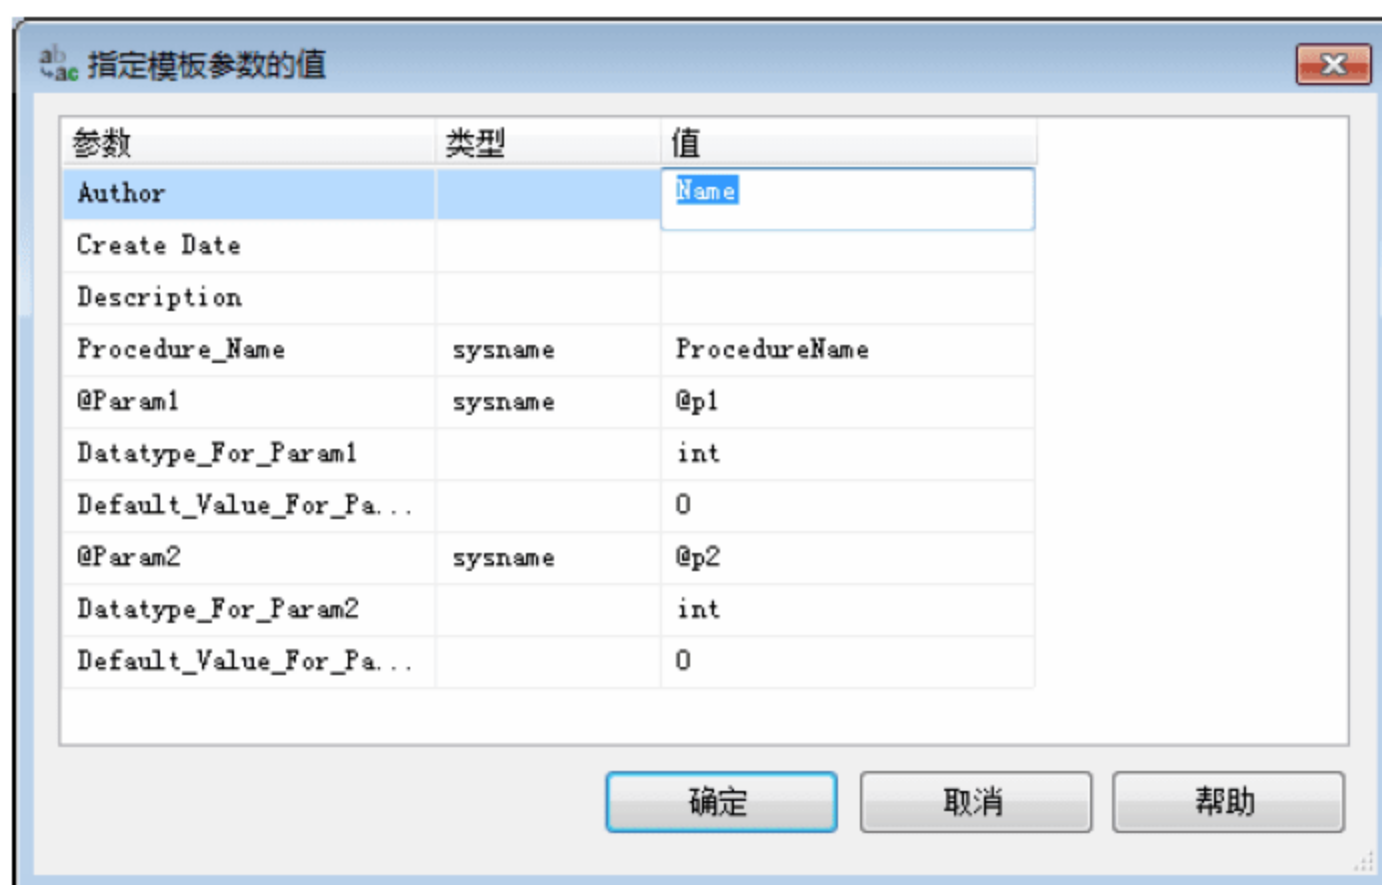 指定模板参数的值
参数 类型 值
Author Name
Create Date
Description
Procedure_Name sysname ProcedureName
@Param1 sysname @p1
Datatype_For_Param1 int
Default_Value_For_Pa... 0
@Param2 sysname @p2
Datatype_For_Param2 int
Default_Value_For_Pa... 0
确定 取消 帮助